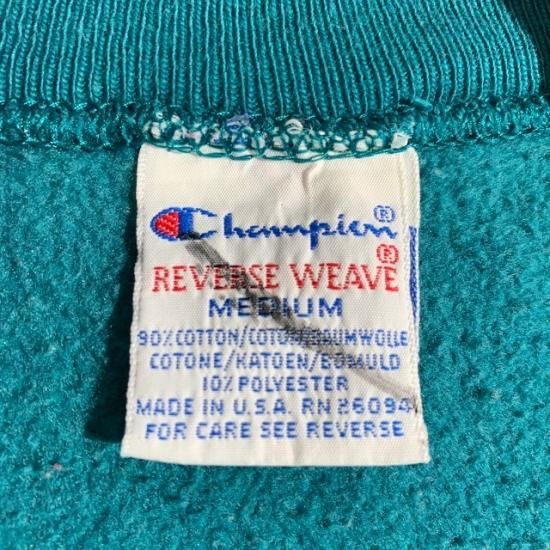 Champion®
REVERSE WEAVE®
MEDIUM
90% COTTON/COTON/BAUMWOLLE
COTONE/KATOEN/BOMULD
10% POLYESTER
MADE IN U.S.A. RN 26094
FOR CARE SEE REVERSE